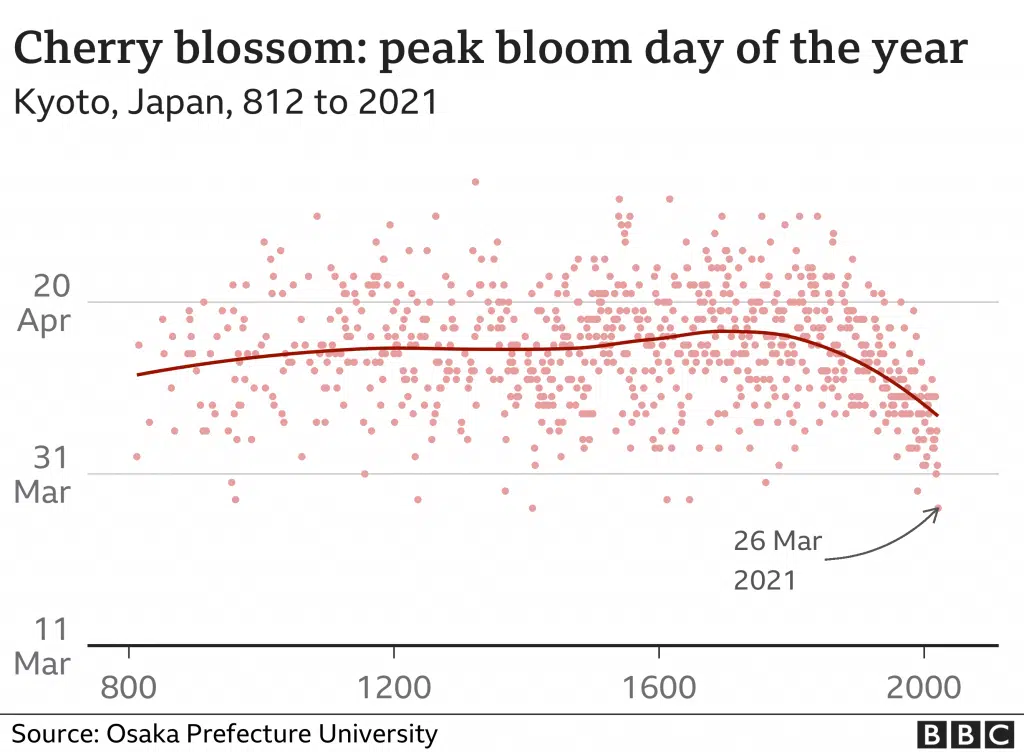 Cherry blossom: peak bloom day of the year
Kyoto, Japan, 812 to 2021
20
Apr
31
Mar
26 Mar
2021
11
Mar
800 1200 1600 2000
Source: Osaka Prefecture University BBC